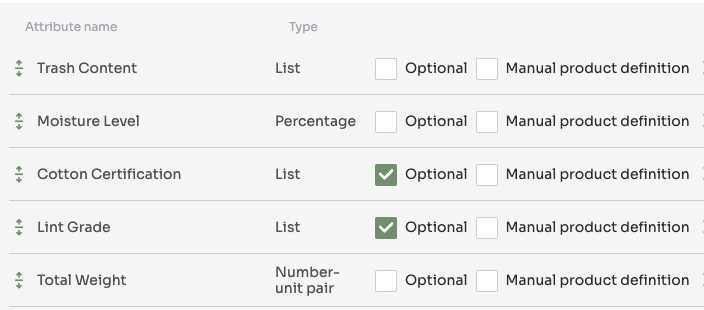 Attribute name Type
Trash Content List Optional Manual product definition
Moisture Level Percentage Optional Manual product definition
Cotton Certification List Optional Manual product definition
Lint Grade List Optional Manual product definition
Total Weight Number-
unit pair Optional Manual product definition